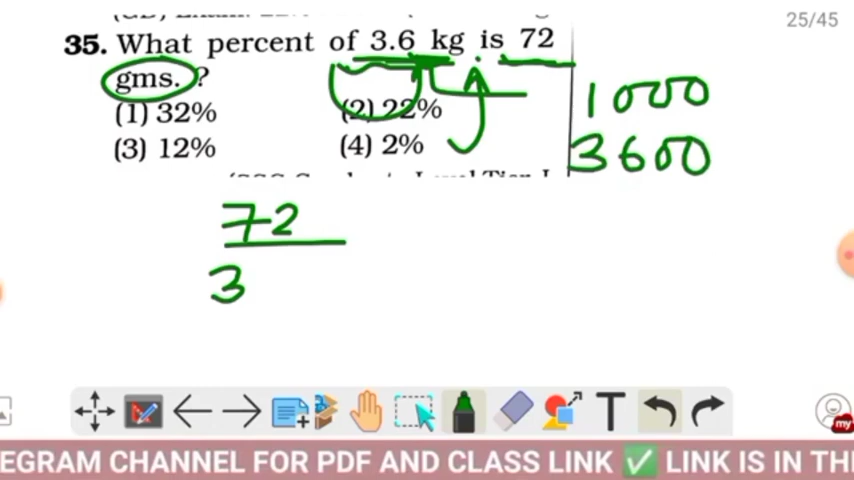 25/45
35. What percent of 3.6 kg is 72
gms. ?
(1) 32% (2) 22%
(3) 12% (4) 2%
1000
3600
72
3
T
my
EGRAM CHANNEL FOR PDF AND CLASS LINK ✅ LINK IS IN TH